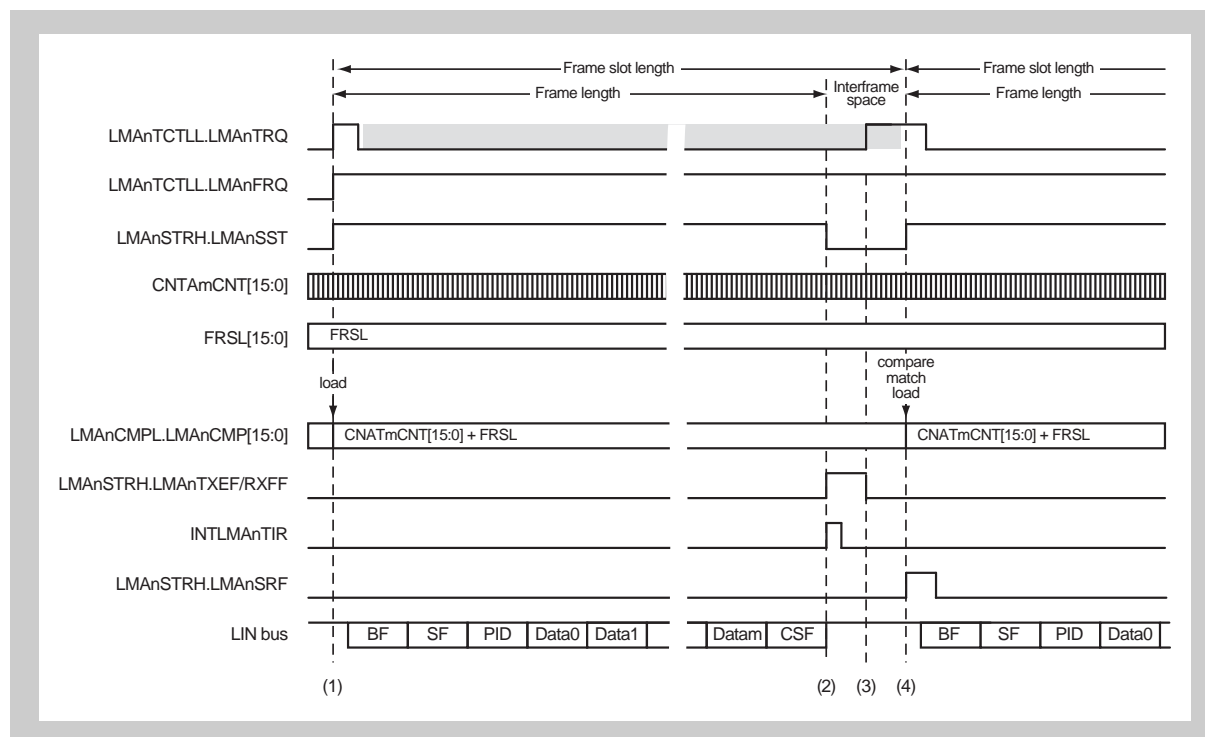 Frame slot length Frame slot length
Frame length Interframe Frame length
space
LMAnTCTLL.LMAnTRQ
LMAnTCTLL.LMAnFRQ
LMAnSTRH.LMAnSST
CNTAmCNT[15:0]
FRSL[15:0] FRSL
load compare
match
load
LMAnCMPL.LMAnCMP[15:0] CNATmCNT[15:0] + FRSL CNATmCNT[15:0] + FRSL
LMAnSTRH.LMAnTXEF/RXFF
INTLMAnTIR
LMAnSTRH.LMAnSRF
LIN bus BF SF PID Data0 Data1 Datam CSF BF SF PID Data0
(1) (2) (3) (4)